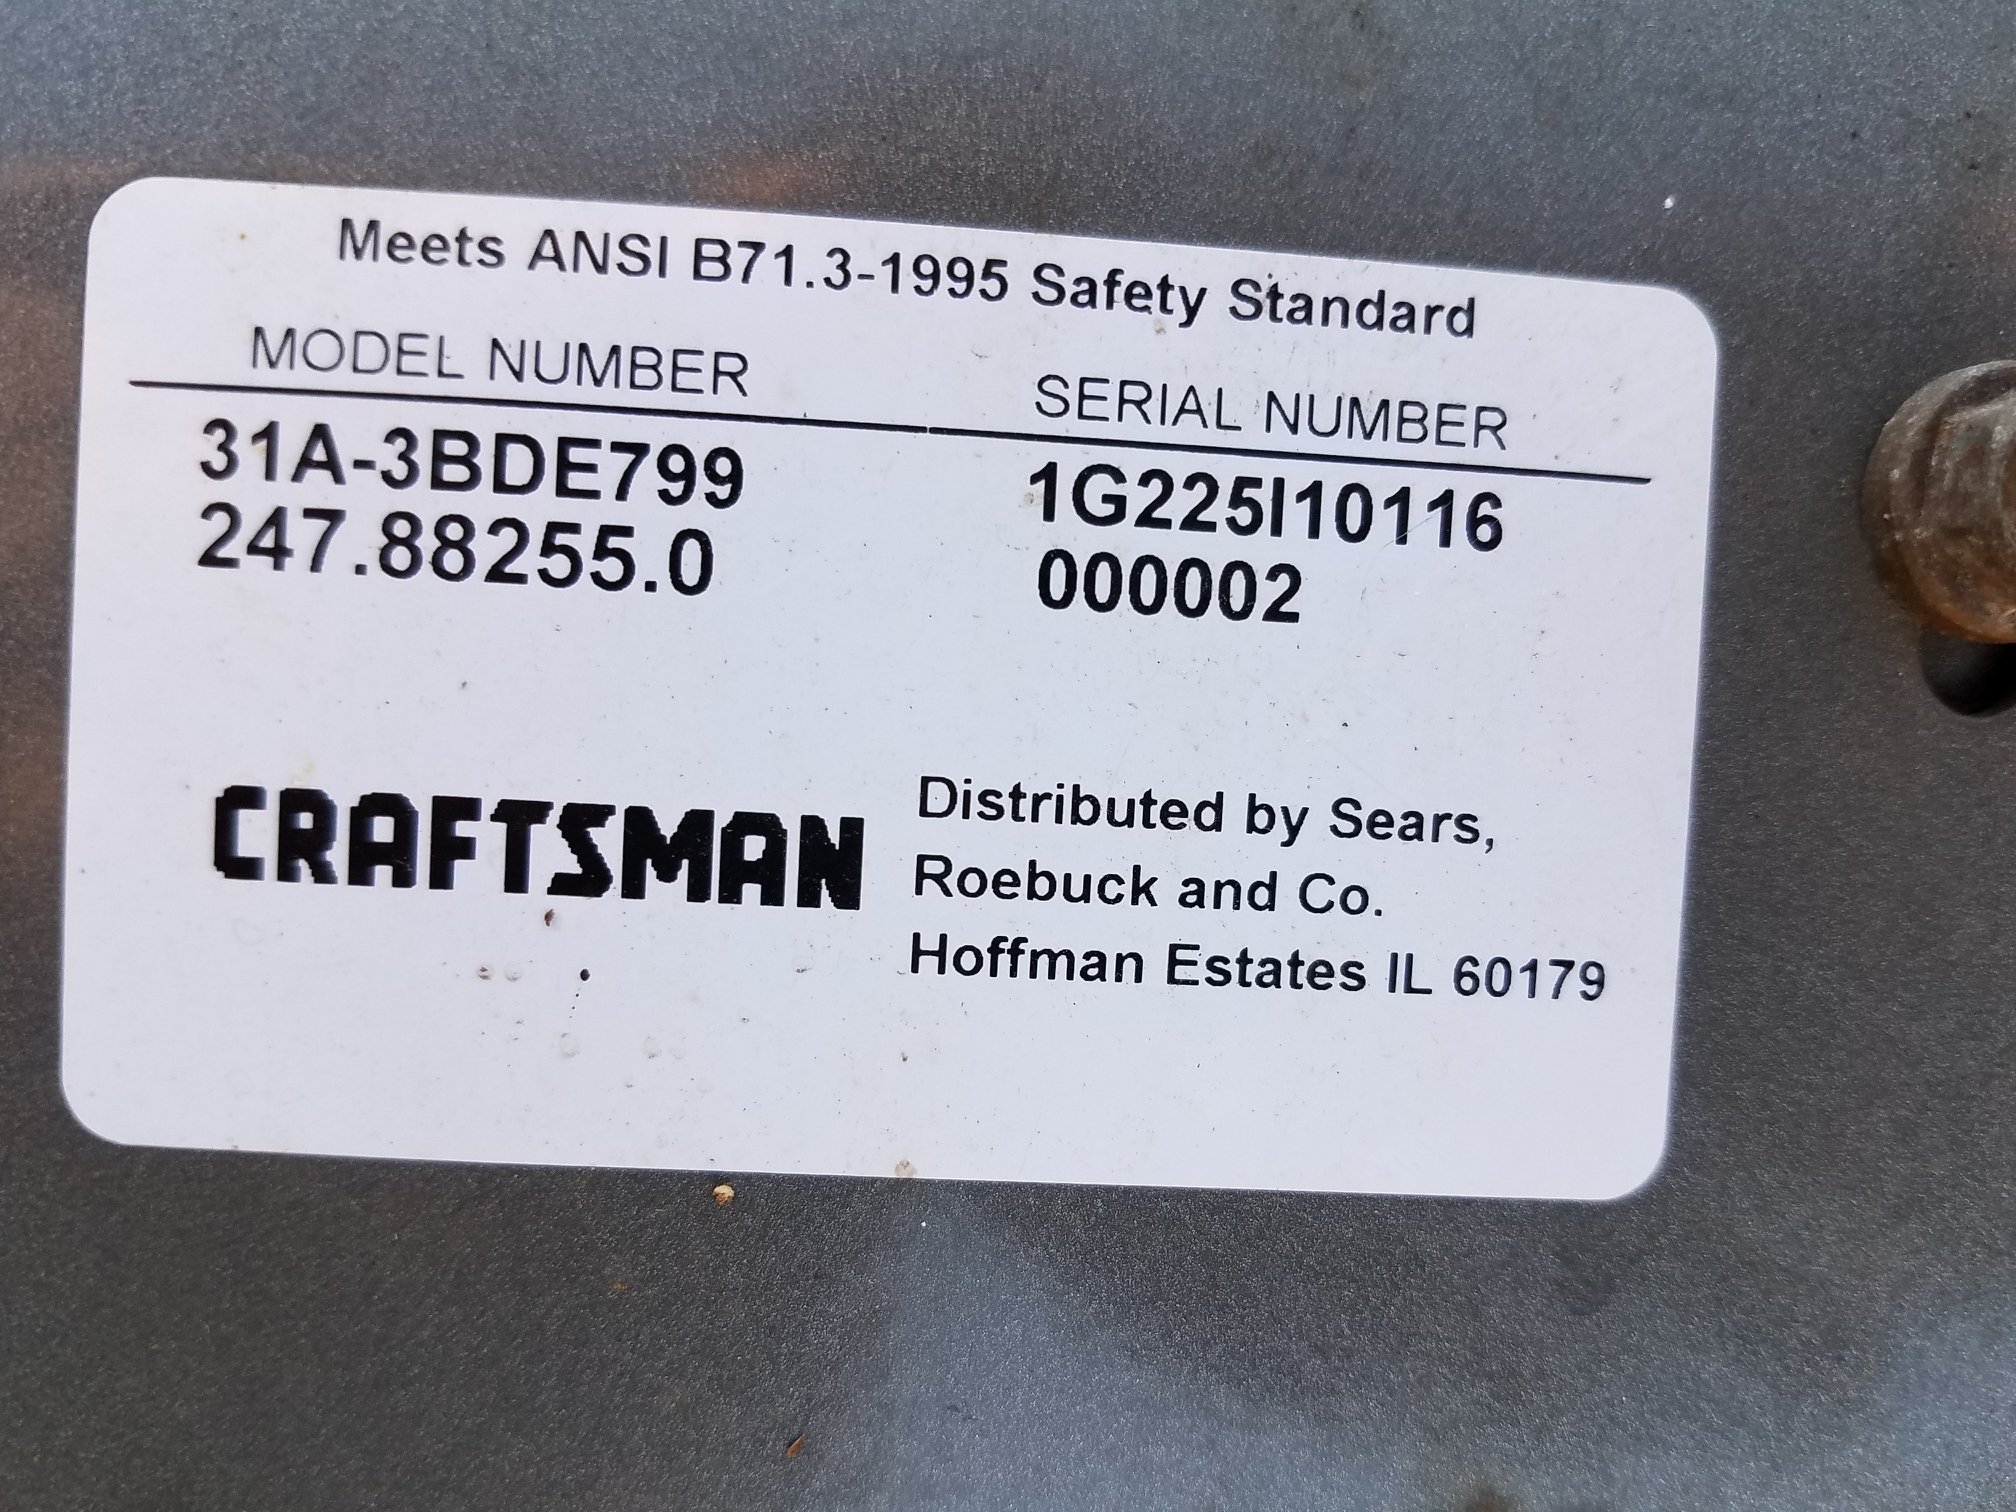 Meets ANSI B71.3-1995 Safety Standard
MODEL NUMBER SERIAL NUMBER
31A-3BDE799 1G225I10116
247.88255.0 000002
CRAFTSMAN
Distributed by Sears,
Roebuck and Co.
Hoffman Estates IL 60179